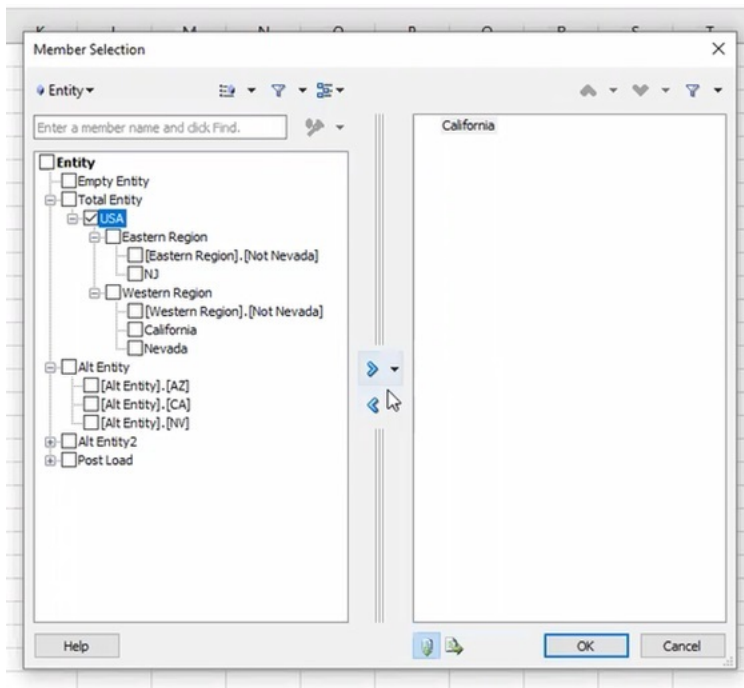 K L M N O P Q R S T
Member Selection
Entity
Enter a member name and click Find.
California
Entity
Empty Entity
Total Entity
USA
Eastern Region
[Eastern Region].[Not Nevada]
NJ
Western Region
[Western Region].[Not Nevada]
California
Nevada
Alt Entity
[Alt Entity].[AZ]
[Alt Entity].[CA]
[Alt Entity].[NV]
Alt Entity2
Post Load
Help
OK
Cancel